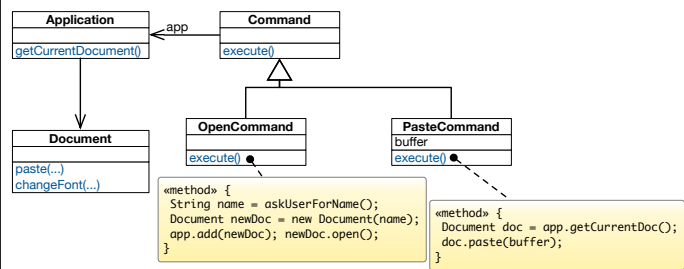 Application
getCurrentDocument()
app
Command
execute()
Document
paste(...)
changeFont(...)
OpenCommand
execute()
PasteCommand
buffer
execute()
«method» {
String name = askUserForName();
Document newDoc = new Document(name);
app.add(newDoc); newDoc.open();
}
«method» {
Document doc = app.getCurrentDoc();
doc.paste(buffer);
}